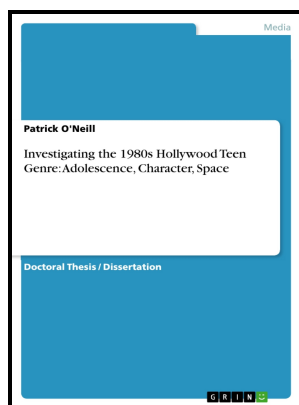 Media
Patrick O'Neill
Investigating the 1980s Hollywood Teen
Genre: Adolescence, Character, Space
Doctoral Thesis / Dissertation
GRIN